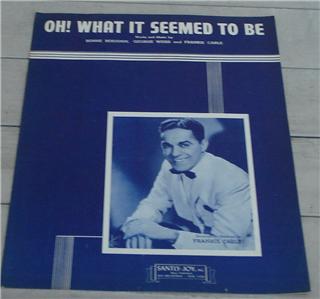 OH! WHAT IT SEEMED TO BE
Words and Music by
BENNIE BENJAMIN, GEORGE WEISS and FRANKIE CARLE
FRANKIE CARLE
SANTLY-JOY, INC.